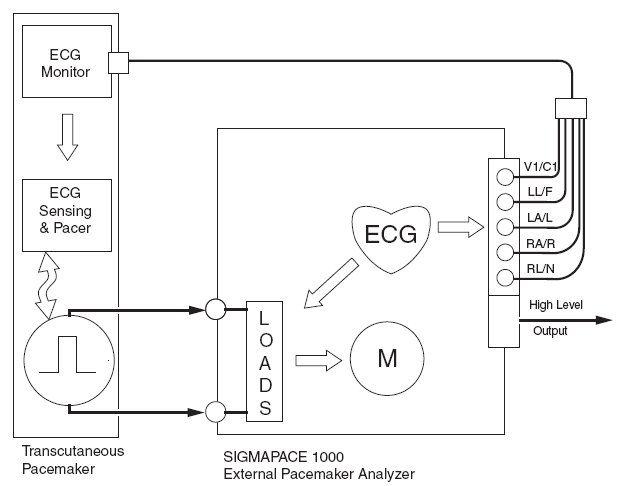 ECG
Monitor
ECG
Sensing
& Pacer
Transcutaneous
Pacemaker
L
O
A
D
S
ECG
M
SIGMAPACE 1000
External Pacemaker Analyzer
V1/C1
LL/F
LA/L
RA/R
RL/N
High Level
Output